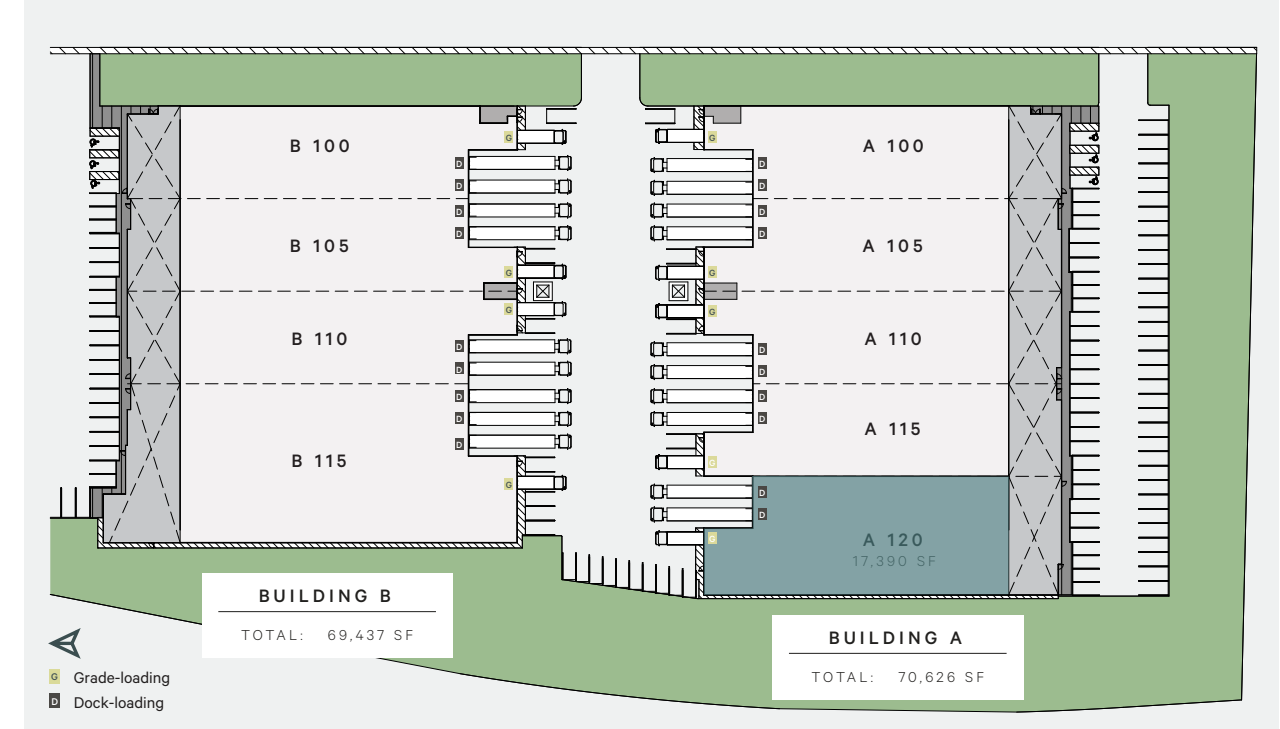 B 100
A 100
B 105
A 105
B 110
A 110
B 115
A 115
A 120
17,390 SF
G
D
D
D
D
G
G
D
D
D
D
D
G
G
D
D
D
D
G
G
D
D
D
D
G
D
D
G
BUILDING B
TOTAL: 69,437 SF
BUILDING A
TOTAL: 70,626 SF
G Grade-loading
D Dock-loading